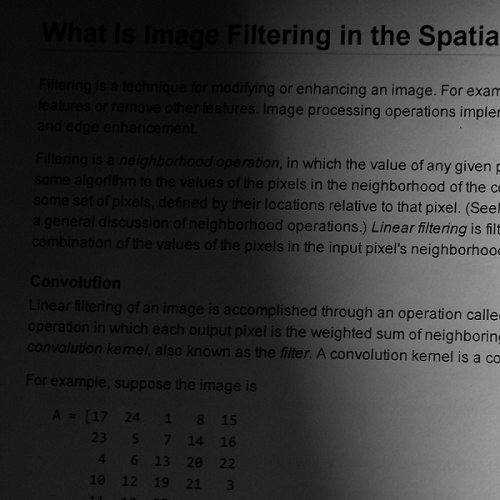 What Is Image Filtering in the Spatia
Filtering is a technique for modifying or enhancing an image. For exam
features or remove other features. Image processing operations imple
and edge enhancement.
Filtering is a neighborhood operation, in which the value of any given p
some algorithm to the values of the pixels in the neighborhood of the co
some set of pixels, defined by their locations relative to that pixel. (See
a general discussion of neighborhood operations.) Linear filtering is filt
combination of the values of the pixels in the input pixel's neighborhoo
Convolution
Linear filtering of an image is accomplished through an operation calle
operation in which each output pixel is the weighted sum of neighboring
convolution kernel, also known as the filter. A convolution kernel is a co
For example, suppose the image is
A = [17 24 1 8 15
23 5 7 14 16
4 6 13 20 22
10 12 19 21 3